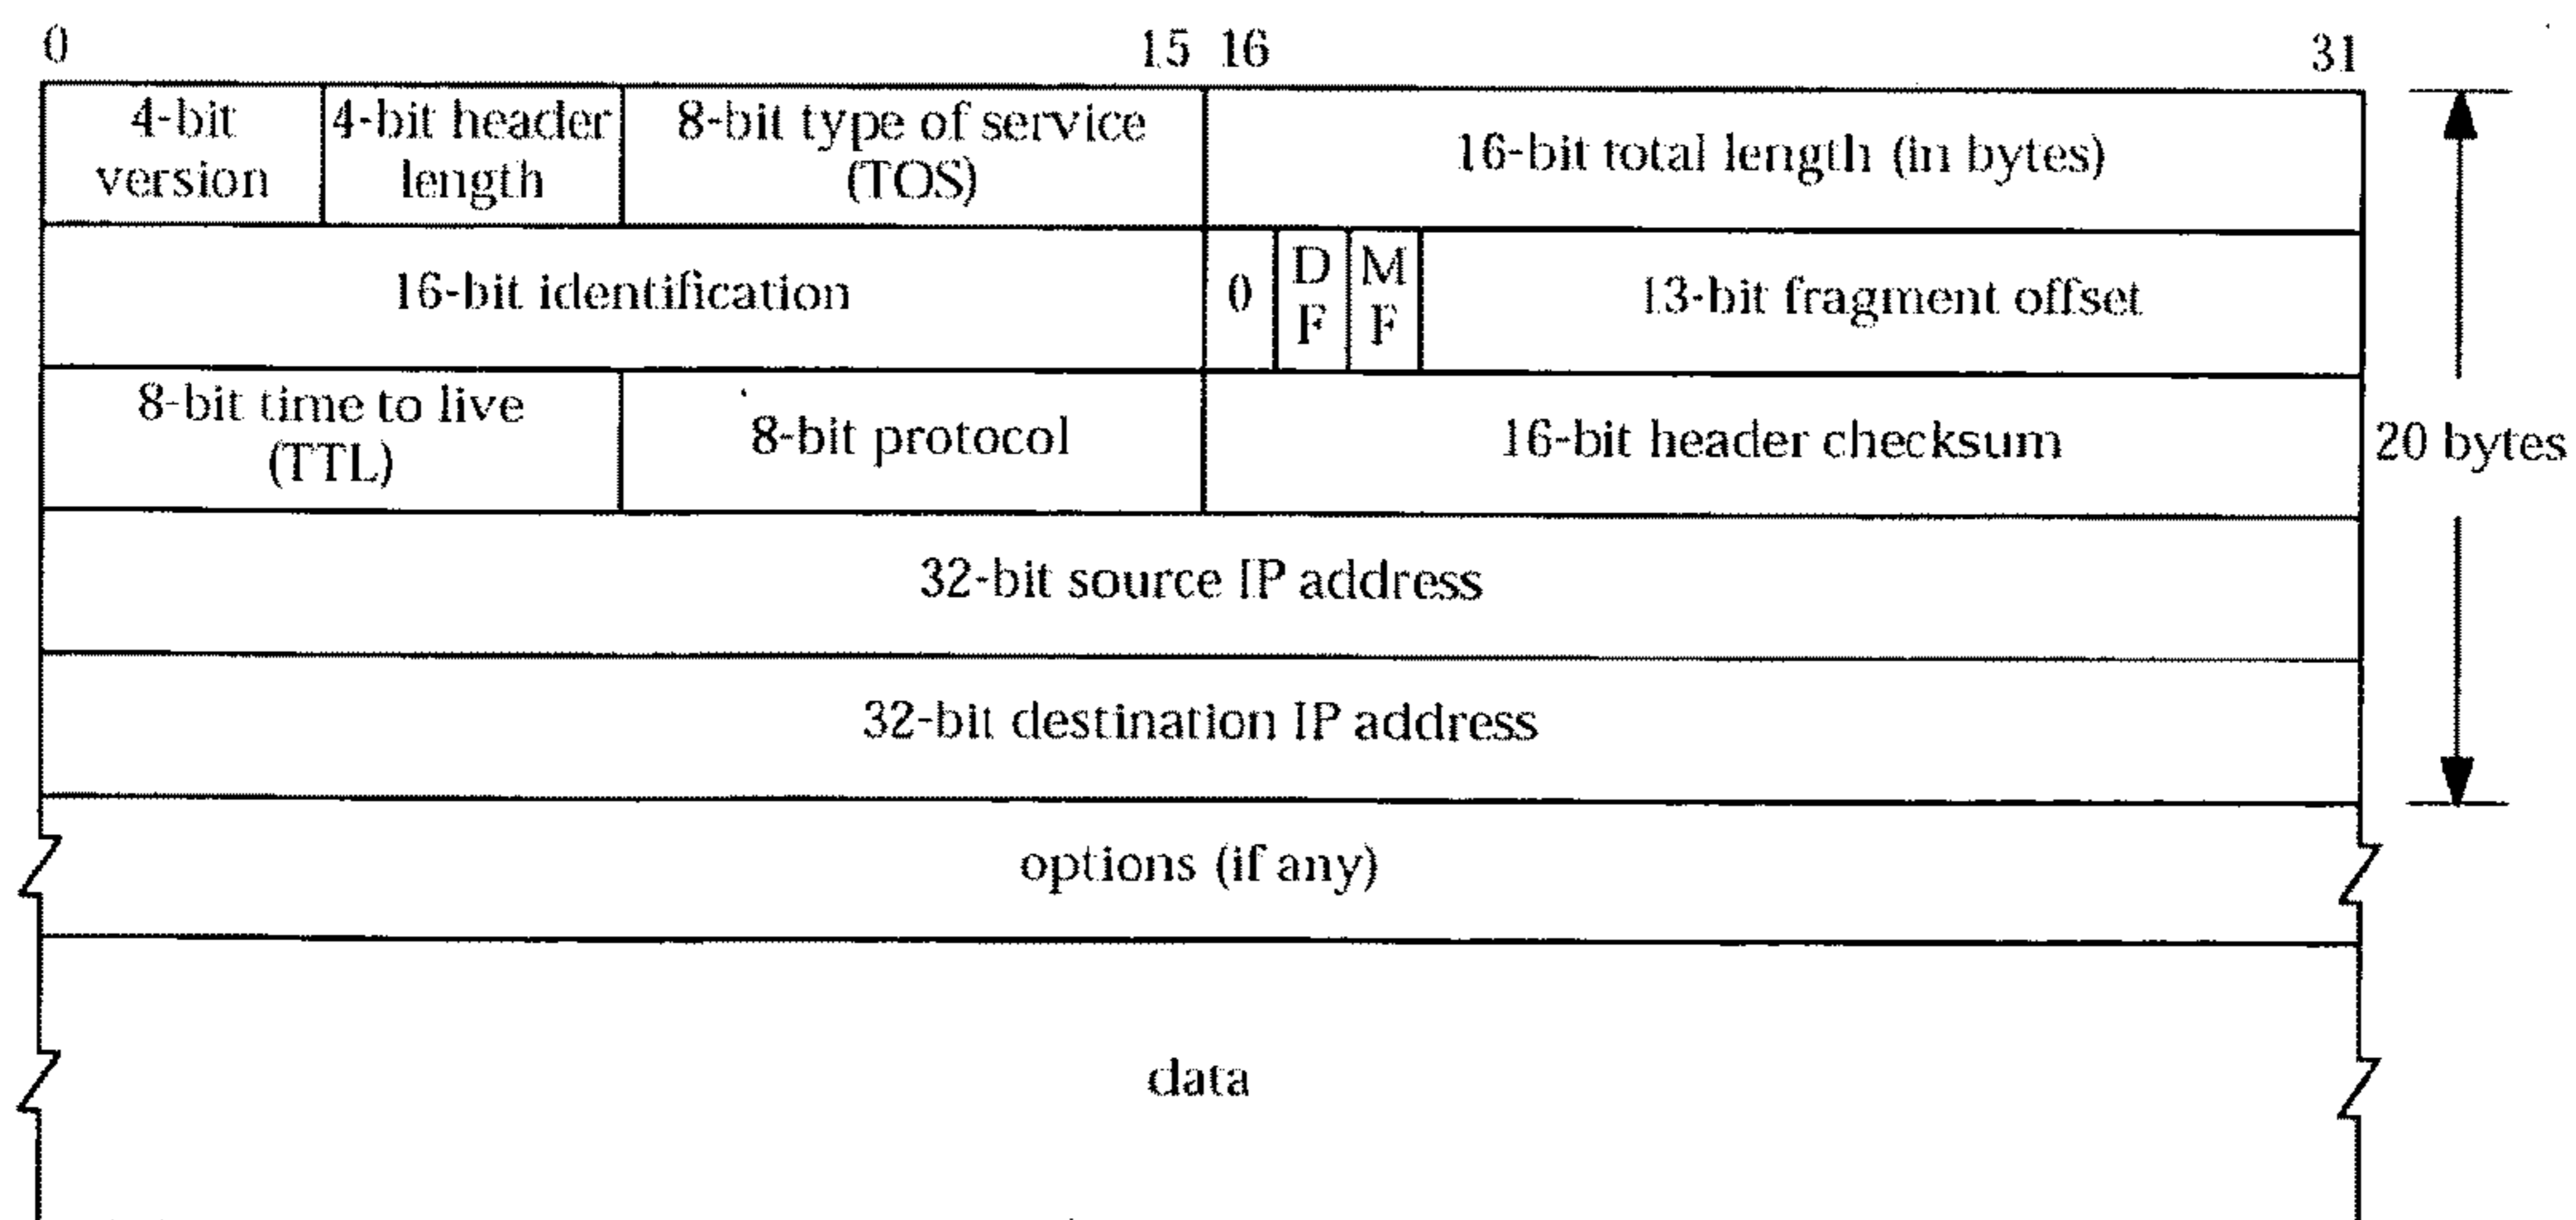 0
15 16
31
4-bit
version
4-bit header
length
8-bit type of service
(TOS)
16-bit total length (in bytes)
16-bit identification
0
D
F
M
F
13-bit fragment offset
8-bit time to live
(TTL)
8-bit protocol
16-bit header checksum
20 bytes
32-bit source IP address
32-bit destination IP address
options (if any)
data